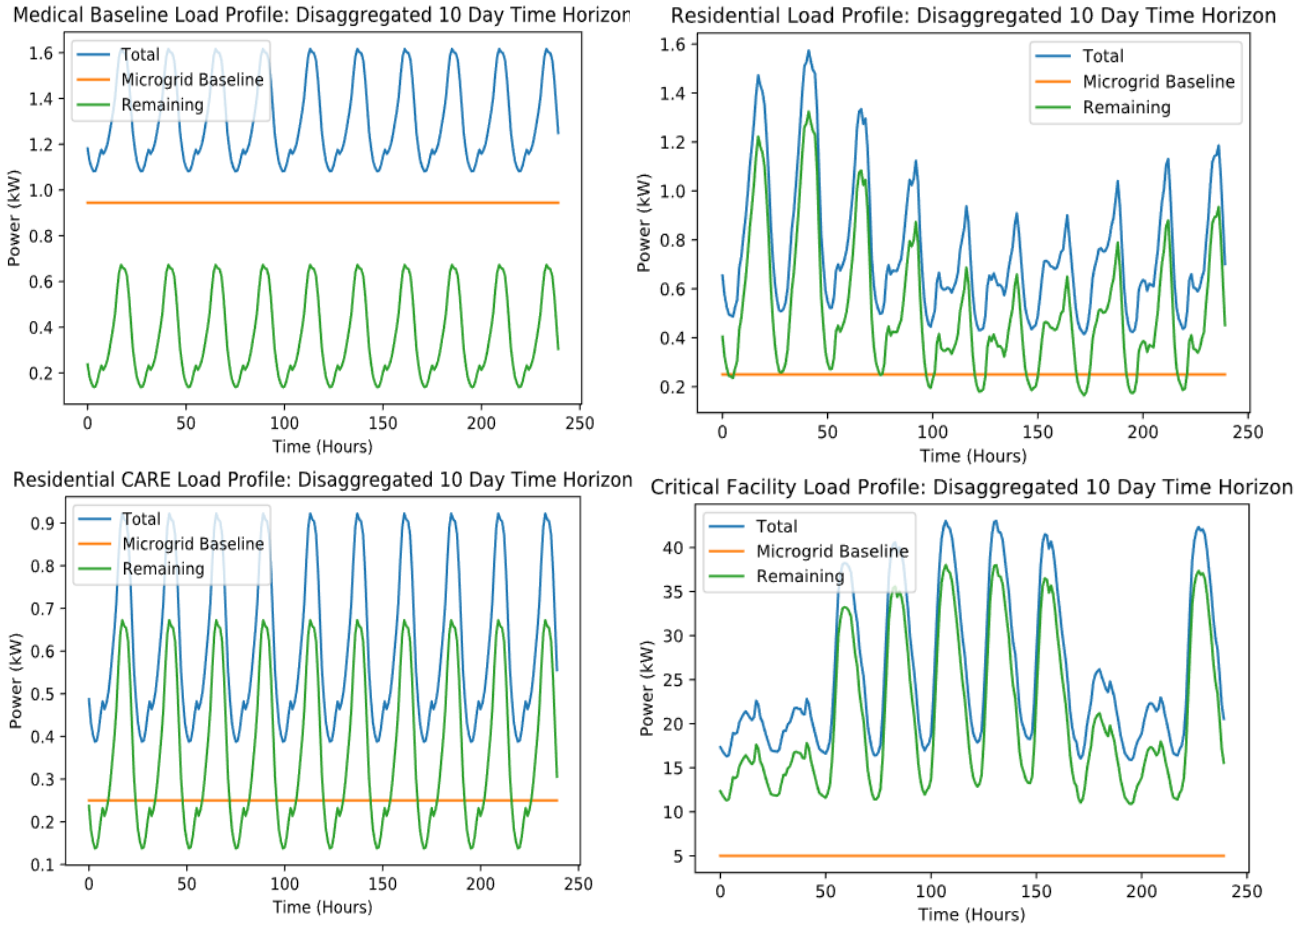 Medical Baseline Load Profile: Disaggregated 10 Day Time Horizon
Total
Microgrid Baseline
Remaining
Power (kW)
1.6
1.4
1.2
1.0
0.8
0.6
0.4
0.2
0 50 100 150 200 250
Time (Hours)
Residential Load Profile: Disaggregated 10 Day Time Horizon
Total
Microgrid Baseline
Remaining
Power (kW)
1.6
1.4
1.2
1.0
0.8
0.6
0.4
0.2
0 50 100 150 200 250
Time (Hours)
Residential CARE Load Profile: Disaggregated 10 Day Time Horizon
Total
Microgrid Baseline
Remaining
Power (kW)
0.9
0.8
0.7
0.6
0.5
0.4
0.3
0.2
0.1
0 50 100 150 200 250
Time (Hours)
Critical Facility Load Profile: Disaggregated 10 Day Time Horizon
Total
Microgrid Baseline
Remaining
Power (kW)
40
35
30
25
20
15
10
5
0 50 100 150 200 250
Time (Hours)